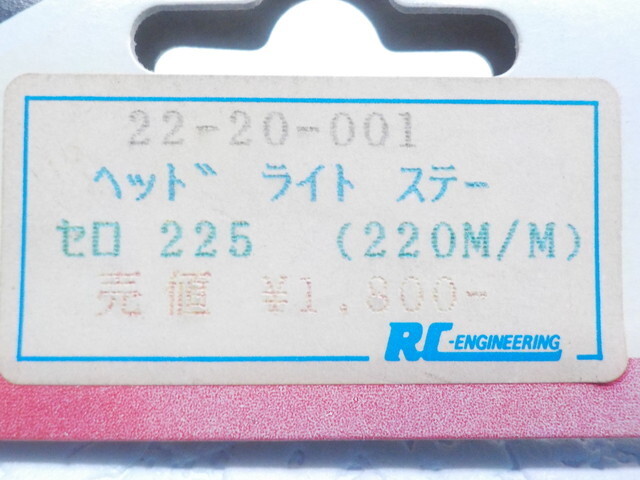 22-20-001
ヘッド ライト ステー
セロ 225 (220M/M)
売値 ¥1,800-
RC-ENGINEERING